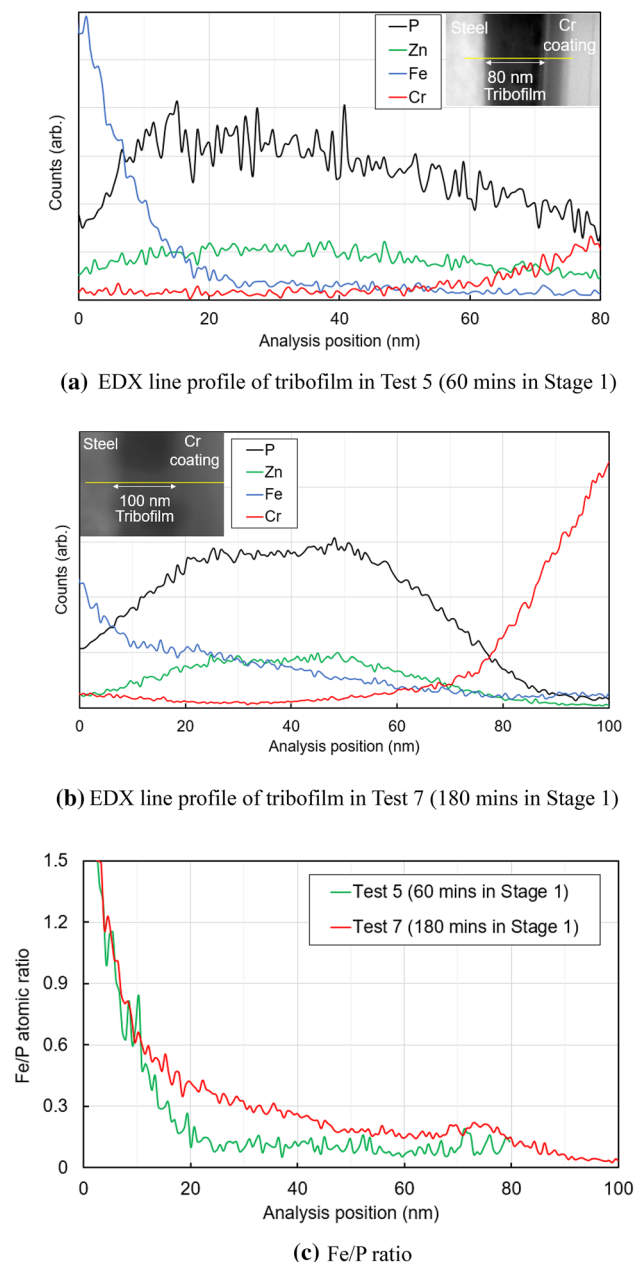 P
Zn
Fe
Cr
Steel
Cr
coating
80 nm
Tribofilm
Counts (arb.)
0
20
40
60
80
Analysis position (nm)
(a) EDX line profile of tribofilm in Test 5 (60 mins in Stage 1)
Steel
Cr
coating
100 nm
Tribofilm
P
Zn
Fe
Cr
Counts (arb.)
0
20
40
60
80
100
Analysis position (nm)
(b) EDX line profile of tribofilm in Test 7 (180 mins in Stage 1)
1.5
1.2
0.9
0.6
0.3
0
Fe/P atomic ratio
Test 5 (60 mins in Stage 1)
Test 7 (180 mins in Stage 1)
0
20
40
60
80
100
Analysis position (nm)
(c) Fe/P ratio